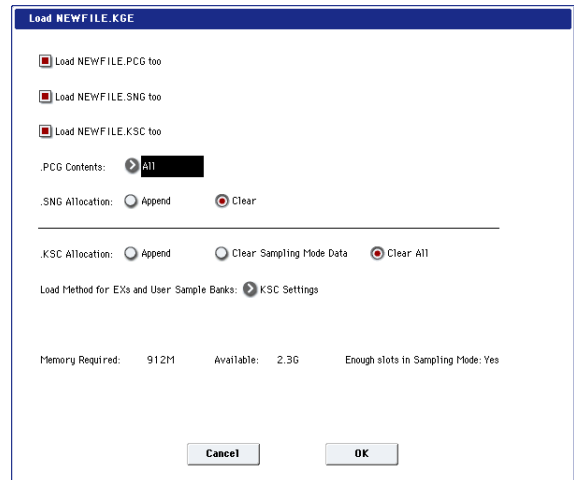 Load NEWFILE.KGE
Load NEWFILE.PCG too
Load NEWFILE.SNG too
Load NEWFILE.KSC too
.PCG Contents: All
.SNG Allocation: Append Clear
.KSC Allocation: Append Clear Sampling Mode Data Clear All
Load Method for EXs and User Sample Banks: KSC Settings
Memory Required: 912M Available: 2.3G Enough slots in Sampling Mode: Yes
Cancel OK